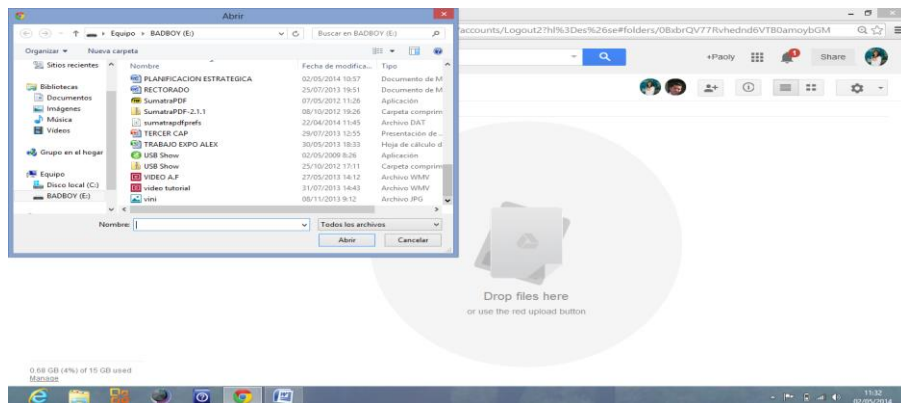 Abrir
Equipo ▸ BADBOY (E:)
Buscar en BADBOY (E:)
Organizar
Nueva carpeta
Sitios recientes
Bibliotecas
Documentos
Imágenes
Música
Vídeos
Grupo en el hogar
Equipo
Disco local (C:)
BADBOY (E:)
Nombre Fecha de modifica... Tipo
PLANIFICACION ESTRATEGICA 02/05/2014 10:57 Documento de M
RECTORADO 25/07/2013 19:51 Documento de M
SumatraPDF 07/05/2012 11:26 Aplicación
SumatraPDF-2.1.1 08/10/2012 19:26 Carpeta comprim
sumatrapdfprefs 22/04/2014 11:45 Archivo DAT
TERCER CAP 29/07/2013 12:55 Presentación de ..
TRABAJO EXPO ALEX 30/05/2013 18:33 Hoja de cálculo d
USB Show 02/05/2009 8:26 Aplicación
USB Show 25/10/2012 17:11 Carpeta comprim
VIDEO A.F 27/05/2013 14:12 Archivo WMV
video tutorial 31/07/2013 14:43 Archivo WMV
vini 08/11/2013 9:12 Archivo JPG
Nombre:
Todos los archivos
Abrir
Cancelar
/accounts/Logout2?hl%3Des%26se#folders/0BxbrQV77Rvhednd6VTB0amoybGM
+Paoly
Share
Drop files here
or use the red upload button
0.68 GB (4%) of 15 GB used
Manage
11:32
02/05/2014